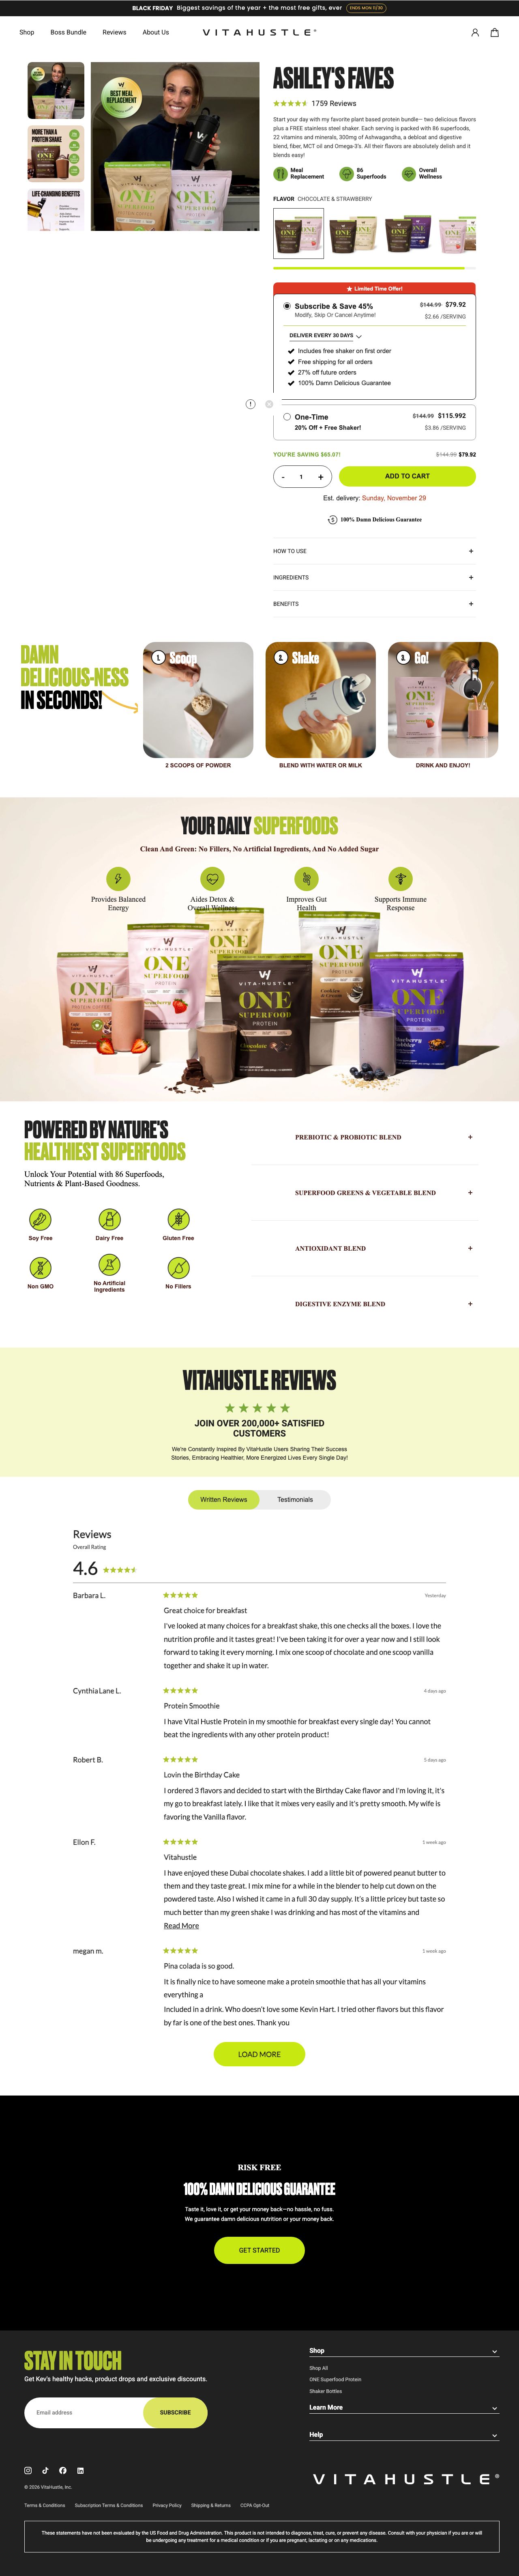 BLACK FRIDAY Biggest savings of the year + the most free gifts, ever ENDS MON 11/30
Shop Boss Bundle Reviews About Us
VITAHUSTLE
BEST MEAL REPLACEMENT
MORE THAN A PROTEIN SHAKE
LIFE-CHANGING BENEFITS
ASHLEY'S FAVES
1759 Reviews
Start your day with my favorite plant based protein bundle— two delicious flavors
plus a FREE stainless steel shaker. Each serving is packed with 86 superfoods,
22 vitamins and minerals, 300mg of Ashwagandha, a debloat and digestive
blend, fiber, MCT oil and Omega-3's. All their flavors are absolutely delish and it
blends easy!
Meal Replacement
86 Superfoods
Overall Wellness
FLAVOR CHOCOLATE & STRAWBERRY
Limited Time Offer!
Subscribe & Save 45% $144.99 $79.92
Modify, Skip Or Cancel Anytime! $2.66 /SERVING
DELIVER EVERY 30 DAYS
Includes free shaker on first order
Free shipping for all orders
27% off future orders
100% Damn Delicious Guarantee
One-Time $144.99 $115.992
20% Off + Free Shaker! $3.86 /SERVING
YOU'RE SAVING $65.07! $144.99 $79.92
- 1 +
ADD TO CART
Est. delivery: Sunday, November 29
100% Damn Delicious Guarantee
HOW TO USE +
INGREDIENTS +
BENEFITS +
DAMN
DELICIOUS-NESS
IN SECONDS!
1. Scoop
2 SCOOPS OF POWDER
2. Shake
BLEND WITH WATER OR MILK
3. Go!
DRINK AND ENJOY!
YOUR DAILY SUPERFOODS
Clean And Green: No Fillers, No Artificial Ingredients, And No Added Sugar
Provides Balanced Energy
Aides Detox & Overall Wellness
Improves Gut Health
Supports Immune Response
VITAHUSTLE
ONE
SUPERFOOD
PROTEIN
Strawberry
Chocolate
Cookies & Cream
POWERED BY NATURE'S
HEALTHIEST SUPERFOODS
Unlock Your Potential with 86 Superfoods,
Nutrients & Plant-Based Goodness.
Soy Free
Dairy Free
Gluten Free
Non GMO
No Artificial Ingredients
No Fillers
PREBIOTIC & PROBIOTIC BLEND +
SUPERFOOD GREENS & VEGETABLE BLEND +
ANTIOXIDANT BLEND +
DIGESTIVE ENZYME BLEND +
VITAHUSTLE REVIEWS
JOIN OVER 200,000+ SATISFIED
CUSTOMERS
We're Constantly Inspired By VitaHustle Users Sharing Their Success
Stories, Embracing Healthier, More Energized Lives Every Single Day!
Written Reviews Testimonials
Reviews
Overall Rating
4.6
Barbara L. Yesterday
Great choice for breakfast
I've looked at many choices for a breakfast shake, this one checks all the boxes. I love the
nutrition profile and it tastes great! I've been taking it for over a year now and I still look
forward to taking it every morning. I mix one scoop of chocolate and one scoop vanilla
together and shake it up in water.
Cynthia Lane L. 4 days ago
Protein Smoothie
I have Vital Hustle Protein in my smoothie for breakfast every single day! You cannot
beat the ingredients with any other protein product!
Robert B. 5 days ago
Lovin the Birthday Cake
I ordered 3 flavors and decided to start with the Birthday Cake flavor and I'm loving it, it's
my go to breakfast lately. I like that it mixes very easily and it's pretty smooth. My wife is
favoring the Vanilla flavor.
Elion F. 1 week ago
Vitahustle
I have enjoyed these Dubai chocolate shakes. I add a little bit of powered peanut butter to
them and they taste great. I mix mine for a while in the blender to help cut down on the
powdered taste. Also I wished it came in a full 30 day supply. It's a little pricey but taste so
much better than my green shake I was drinking and has most of the vitamins and
Read More
megan m. 1 week ago
Pina colada is so good.
It is finally nice to have someone make a protein smoothie that has all your vitamins
everything a
Included in a drink. Who doesn't love some Kevin Hart. I tried other flavors but this flavor
by far is one of the best ones. Thank you
LOAD MORE
RISK FREE
100% DAMN DELICIOUS GUARANTEE
Taste it, love it, or get your money back—no hassle, no fuss.
We guarantee damn delicious nutrition or your money back.
GET STARTED
STAY IN TOUCH
Get Kev's healthy hacks, product drops and exclusive discounts.
Email address SUBSCRIBE
Shop
Shop All
ONE Superfood Protein
Shaker Bottles
Learn More
Help
© 2026 VitaHustle, Inc.
VITAHUSTLE®
Terms & Conditions Subscription Terms & Conditions Privacy Policy Shipping & Returns CCPA Opt-Out
These statements have not been evaluated by the US Food and Drug Administration. This product is not intended to diagnose, treat, cure, or prevent any disease. Consult with your physician if you are or will
be undergoing any treatment for a medical condition or if you are pregnant, lactating or on any medications.